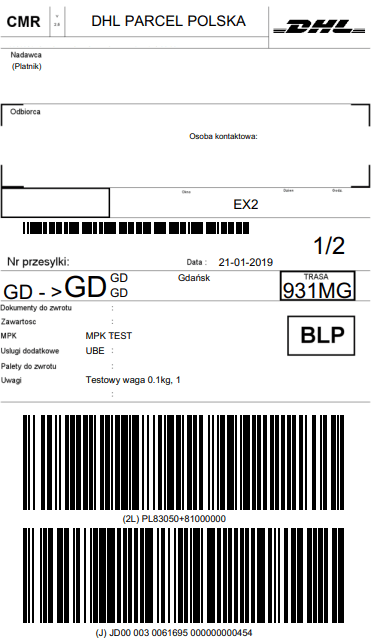 CMR
DHL PARCEL POLSKA
DHL
Nadawca
(Płatnik)
Odbiorca
Osoba kontaktowa:
EX2
1/2
Nr przesyłki:
Data : 21-01-2019
GD - >GD
GD
GD
Gdańsk
TRASA
931MG
Dokumenty do zwrotu :
Zawartosc :
MPK MPK TEST
BLP
Usługi dodatkowe UBE :
Palety do zwrotu :
Uwagi Testowy waga 0.1kg, 1
:
(2L) PL83050+81000000
(J) JD00 003 0061695 000000000454